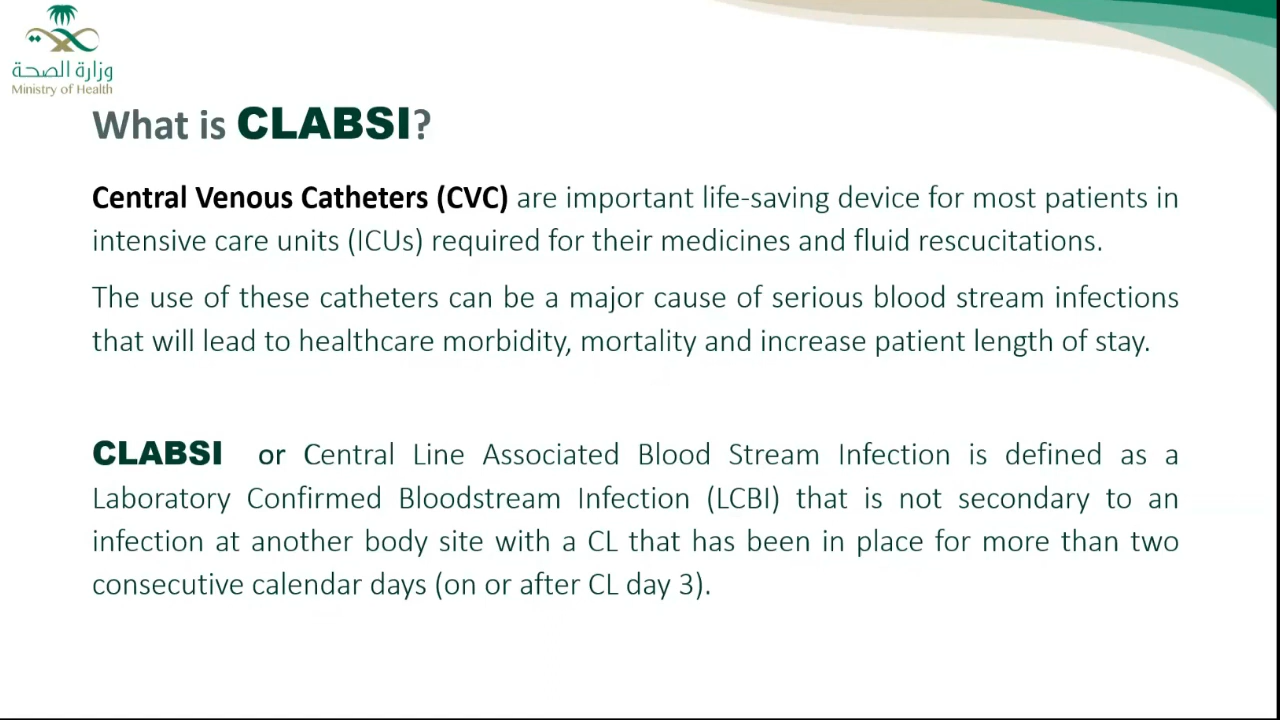 وزارة الصحة
Ministry of Health
What is CLABSI?
Central Venous Catheters (CVC) are important life-saving device for most patients in
intensive care units (ICUs) required for their medicines and fluid rescucitations.
The use of these catheters can be a major cause of serious blood stream infections
that will lead to healthcare morbidity, mortality and increase patient length of stay.
CLABSI or Central Line Associated Blood Stream Infection is defined as a
Laboratory Confirmed Bloodstream Infection (LCBI) that is not secondary to an
infection at another body site with a CL that has been in place for more than two
consecutive calendar days (on or after CL day 3).